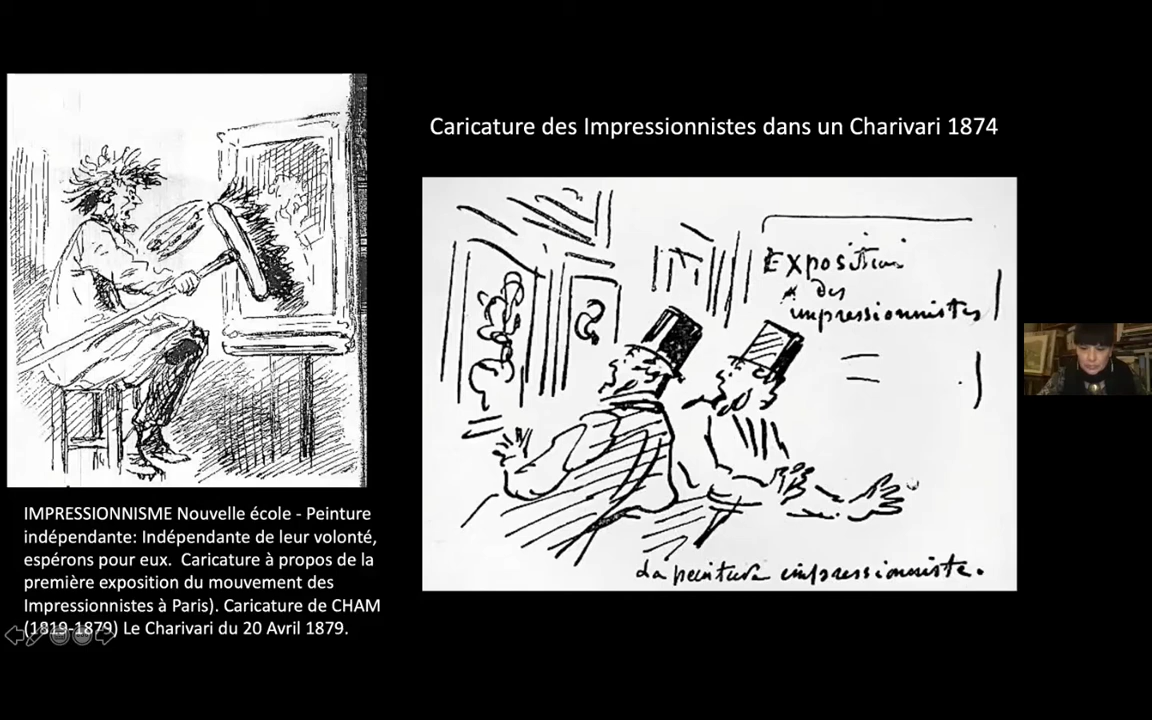 Caricature des Impressionnistes dans un Charivari 1874
Exposition
des
impressionnistes
La peinture impressionniste.
IMPRESSIONNISME Nouvelle école - Peinture
indépendante: Indépendante de leur volonté,
espérons pour eux.  Caricature à propos de la
première exposition du mouvement des
Impressionnistes à Paris). Caricature de CHAM
(1819-1879) Le Charivari du 20 Avril 1879.